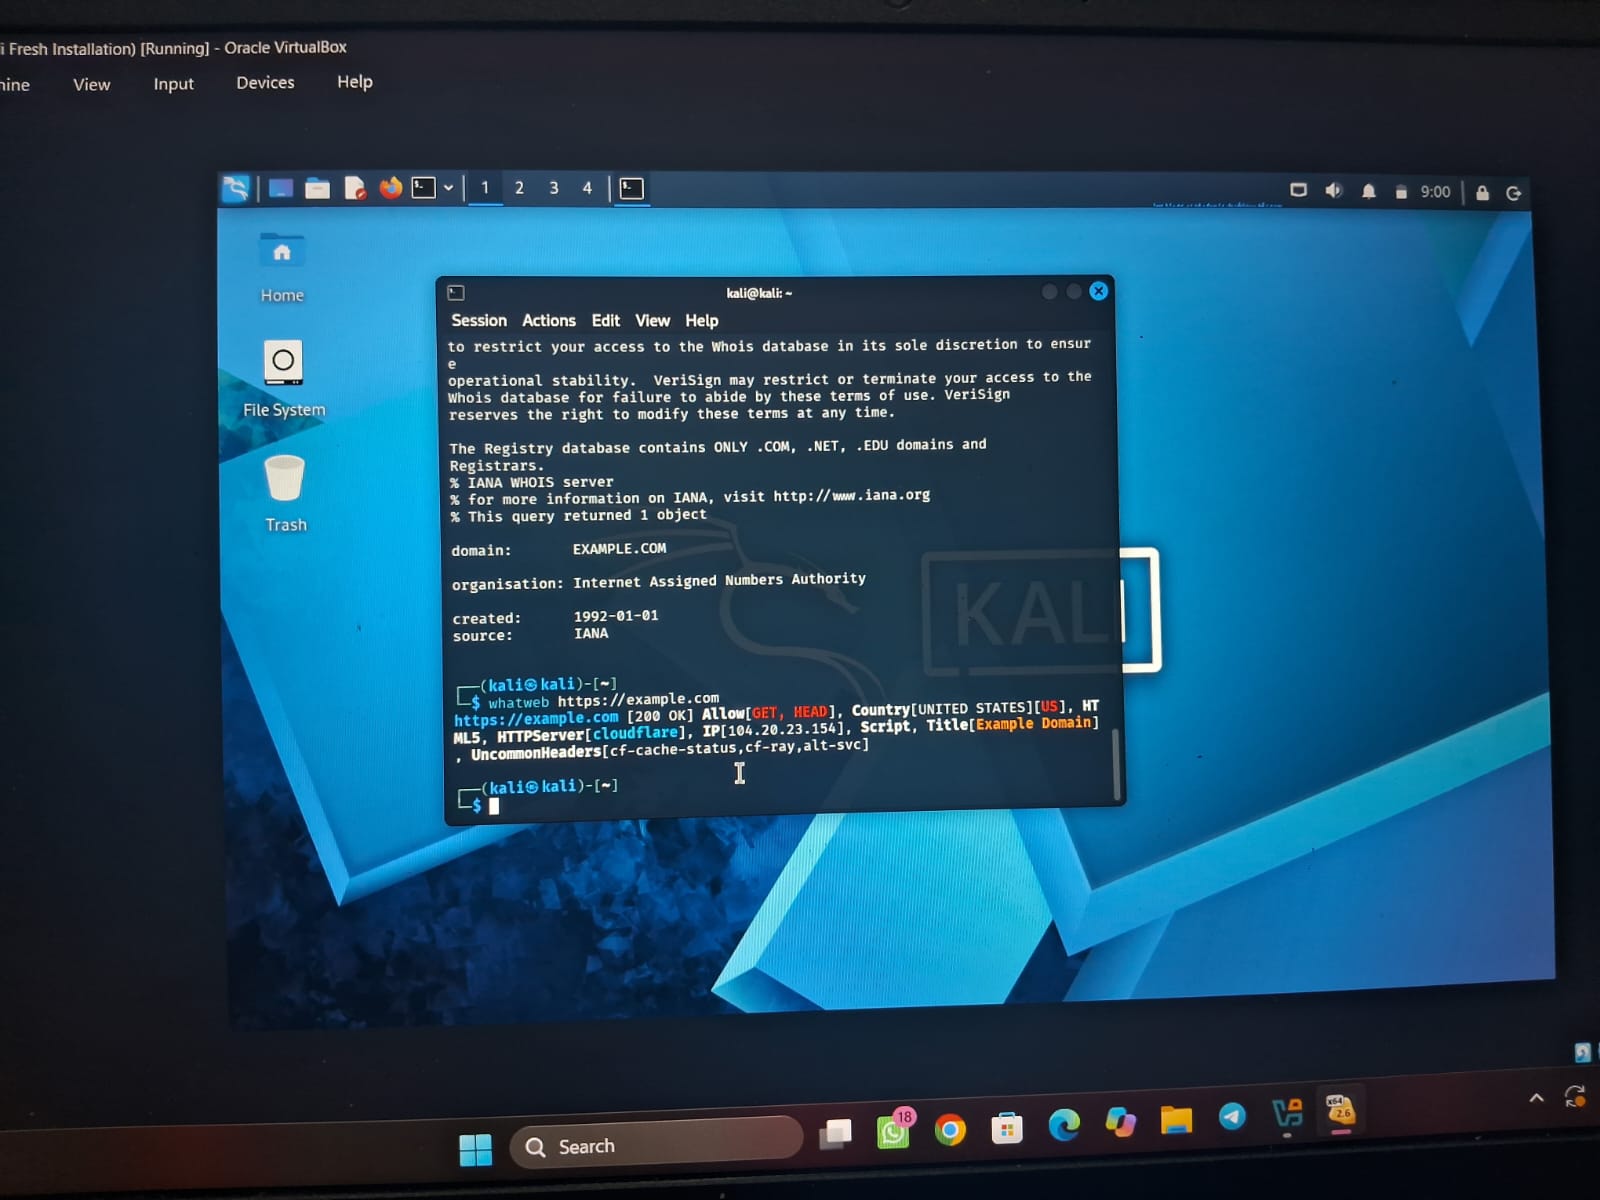 i Fresh Installation) [Running] - Oracle VirtualBox
hine View Input Devices Help
1 2 3 4 9:00
Home
File System
Trash
kali@kali: ~
Session Actions Edit View Help
to restrict your access to the Whois database in its sole discretion to ensur
e
operational stability. VeriSign may restrict or terminate your access to the
Whois database for failure to abide by these terms of use. VeriSign
reserves the right to modify these terms at any time.
The Registry database contains ONLY .COM, .NET, .EDU domains and
Registrars.
% IANA WHOIS server
% for more information on IANA, visit http://www.iana.org
% This query returned 1 object
domain: EXAMPLE.COM
organisation: Internet Assigned Numbers Authority
created: 1992-01-01
source: IANA
┌──(kali㉿kali)-[~]
└─$ whatweb https://example.com
https://example.com [200 OK] Allow[GET, HEAD], Country[UNITED STATES][US], HT
ML5, HTTPServer[cloudflare], IP[104.20.23.154], Script, Title[Example Domain]
, UncommonHeaders[cf-cache-status,cf-ray,alt-svc]
┌──(kali㉿kali)-[~]
└─$
KALI
18
x64
2.6
Search